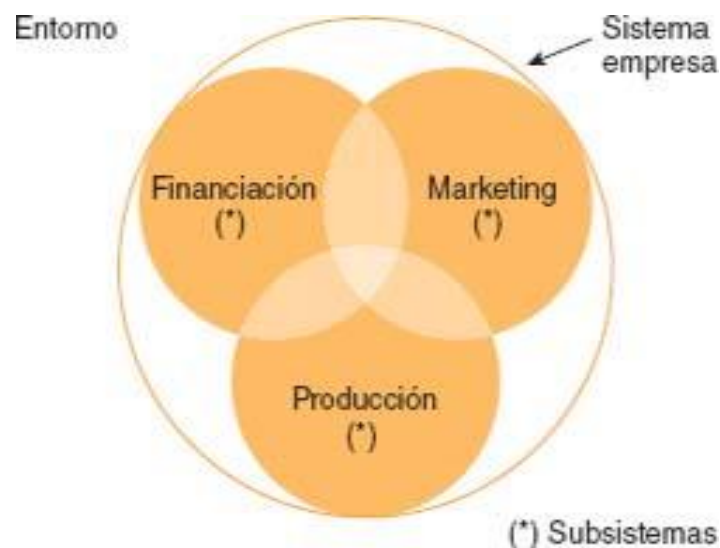 Entorno
Sistema
empresa
Financiación
(*)
Marketing
(*)
Producción
(*)
(*) Subsistemas